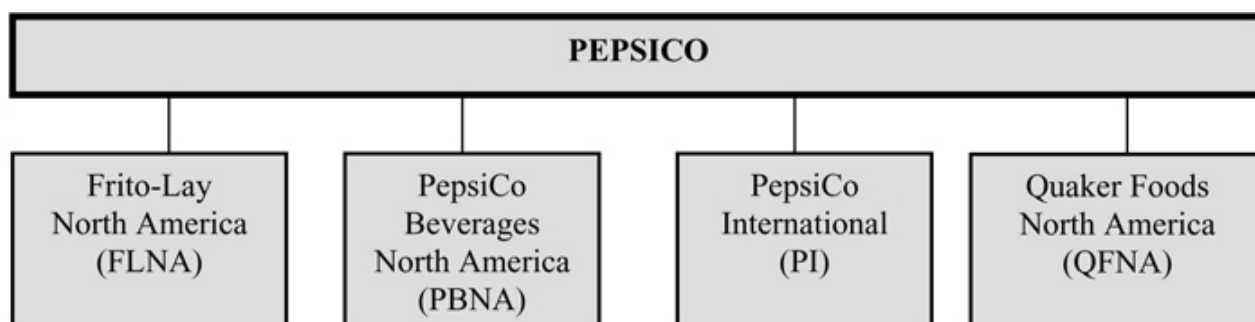 PEPSICO
Frito-Lay
North America
(FLNA)
PepsiCo
Beverages
North America
(PBNA)
PepsiCo
International
(PI)
Quaker Foods
North America
(QFNA)